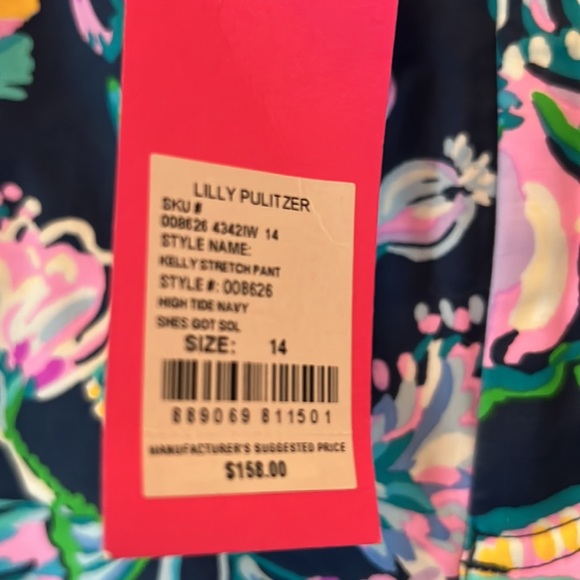 LILLY PULITZER
SKU #
008626 4342IW 14
STYLE NAME:
KELLY STRETCH PANT
STYLE #: 008626
HIGH TIDE NAVY
SHES GOT SOL
SIZE: 14
889069 811501
MANUFACTURER'S SUGGESTED PRICE
$158.00